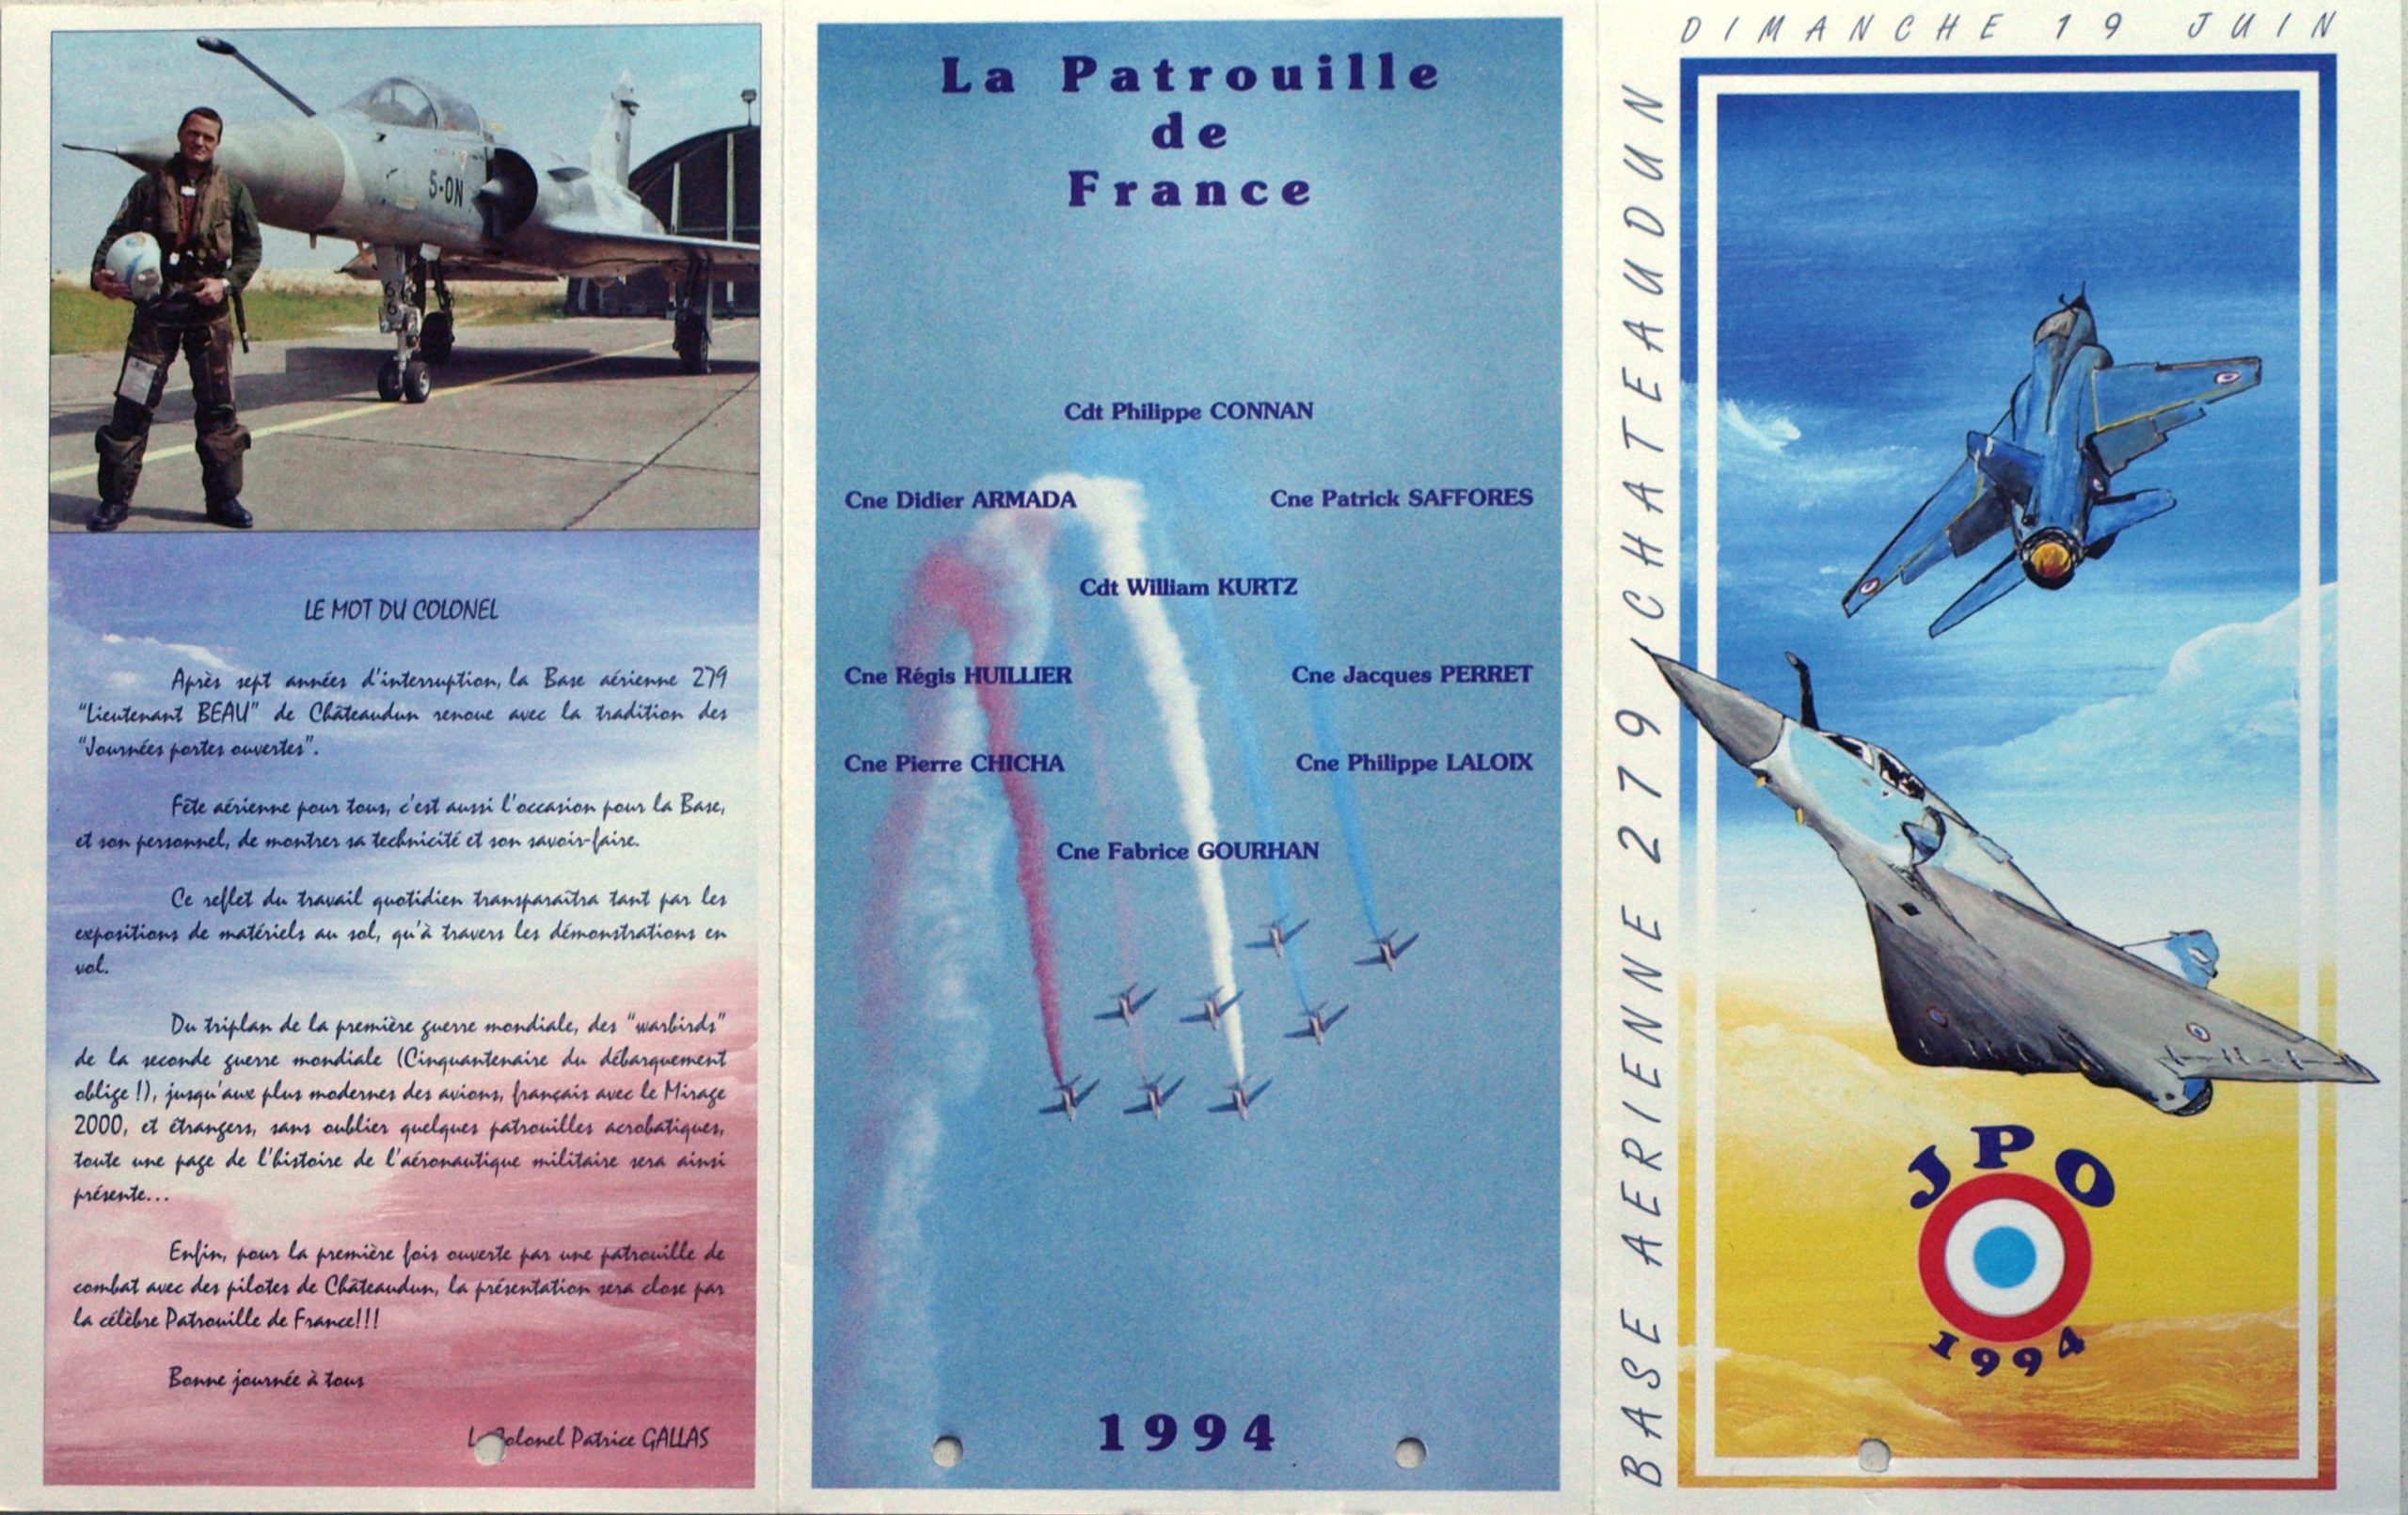 5-ON
LE MOT DU COLONEL
Après sept années d'interruption, la Base aérienne 279
"Lieutenant BEAU" de Châteaudun renoue avec la tradition des
"Journées portes ouvertes".
Fête aérienne pour tous, c'est aussi l'occasion pour la Base,
et son personnel, de montrer sa technicité et son savoir-faire.
Ce reflet du travail quotidien transparaîtra tant par les
expositions de matériels au sol, qu'à travers les démonstrations en
vol.
Du triplan de la première guerre mondiale, des "warbirds"
de la seconde guerre mondiale (Cinquantenaire du débarquement
oblige !), jusqu'aux plus modernes des avions, français avec le Mirage
2000, et étrangers, sans oublier quelques patrouilles acrobatiques,
toute une page de l'histoire de l'aéronautique militaire sera ainsi
présente...
Enfin, pour la première fois ouverte par une patrouille de
combat avec des pilotes de Châteaudun, la présentation sera close par
la célèbre Patrouille de France!!!
Bonne journée à tous
Colonel Patrice GALLAS
La Patrouille
de
France
Cdt Philippe CONNAN
Cne Didier ARMADA
Cne Patrick SAFFORES
Cdt William KURTZ
Cne Régis HUILLIER
Cne Jacques PERRET
Cne Pierre CHICHA
Cne Philippe LALOIX
Cne Fabrice GOURHAN
1994
DIMANCHE 19 JUIN
BASE AERIENNE 279 / CHATEAUDUN
JPO
1994